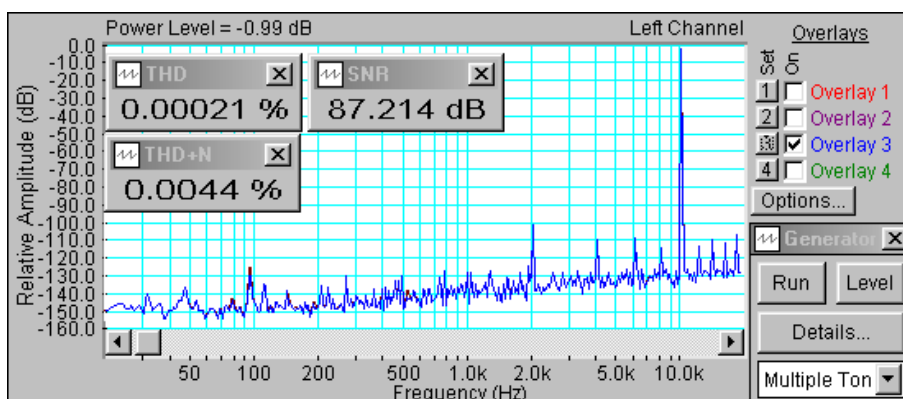 Power Level = -0.99 dB
Left Channel
Relative Amplitude (dB)
0.0
-10.0
-20.0
-30.0
-40.0
-50.0
-60.0
-70.0
-80.0
-90.0
-100.0
-110.0
-120.0
-130.0
-140.0
-150.0
-160.0
THD
0.00021 %
SNR
87.214 dB
THD+N
0.0044 %
50 100 200 500 1.0k 2.0k 5.0k 10.0k
Frequency (Hz)
Overlays
Set On
1 Overlay 1
2 Overlay 2
3 Overlay 3
4 Overlay 4
Options...
Generator
Run Level
Details...
Multiple Ton